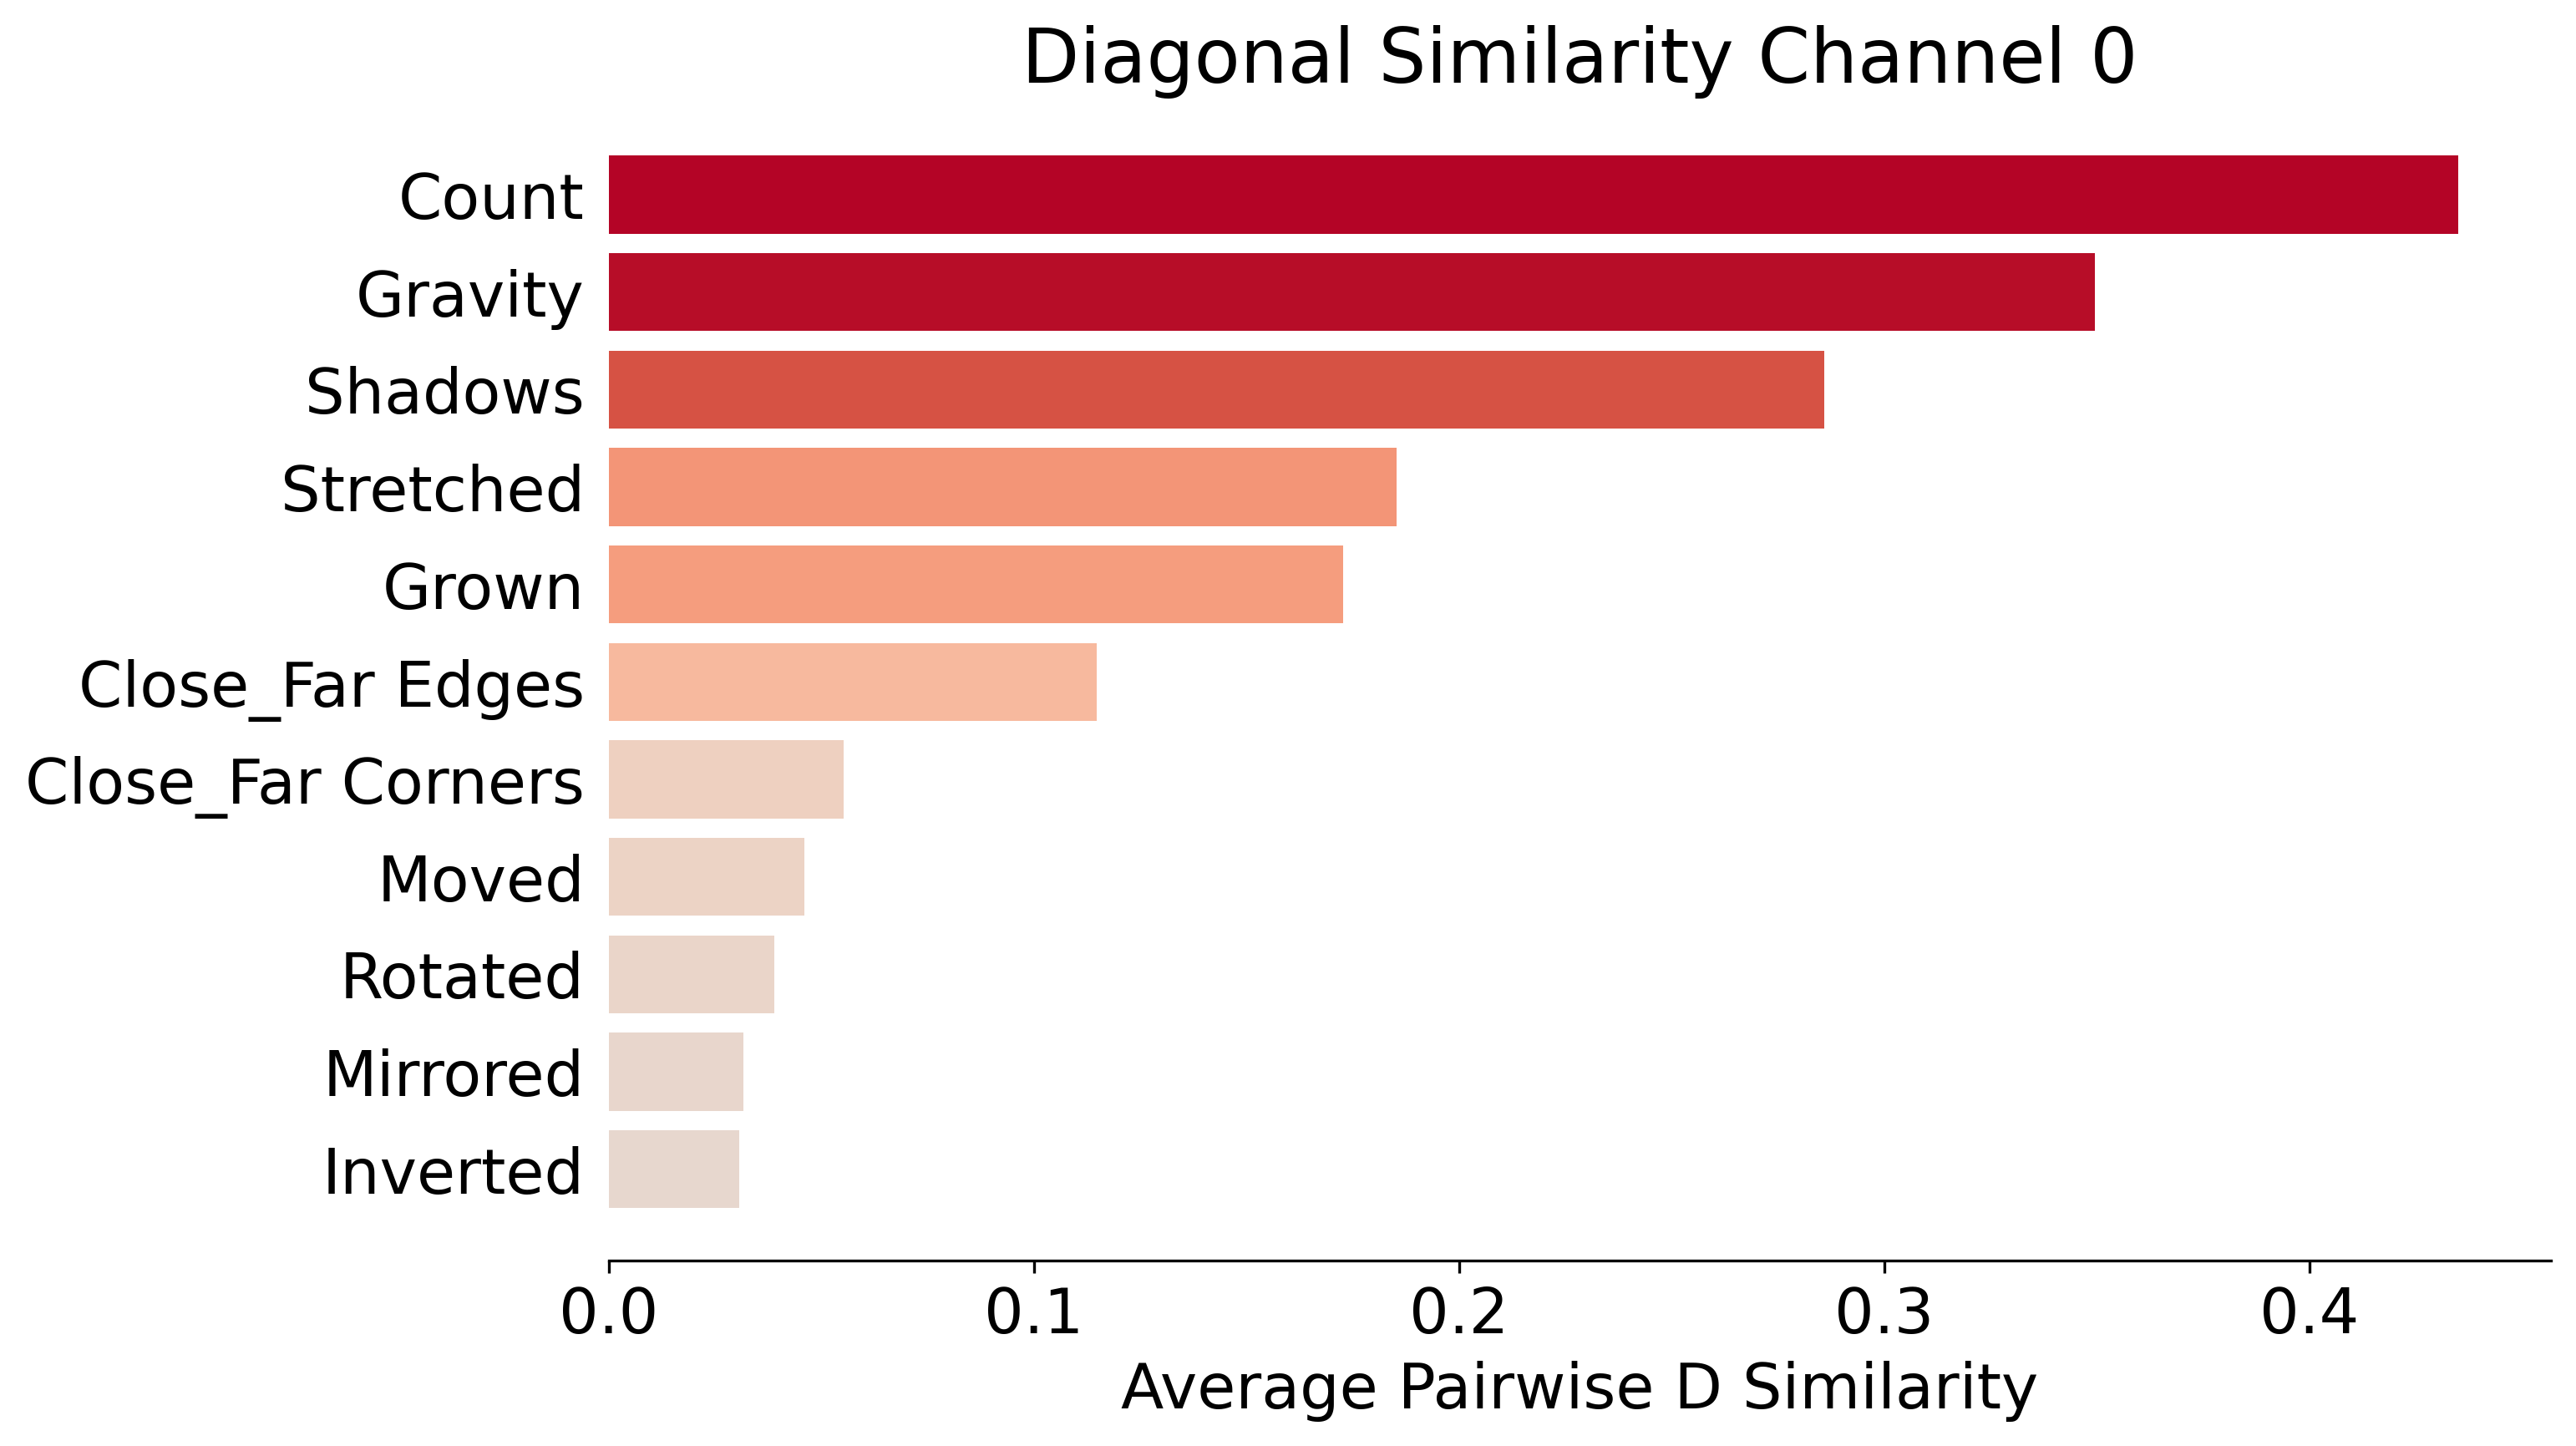 Diagonal Similarity Channel 0
Count
Gravity
Shadows
Stretched
Grown
Close_Far Edges
Close_Far Corners
Moved
Rotated
Mirrored
Inverted
0.0 0.1 0.2 0.3 0.4
Average Pairwise D Similarity